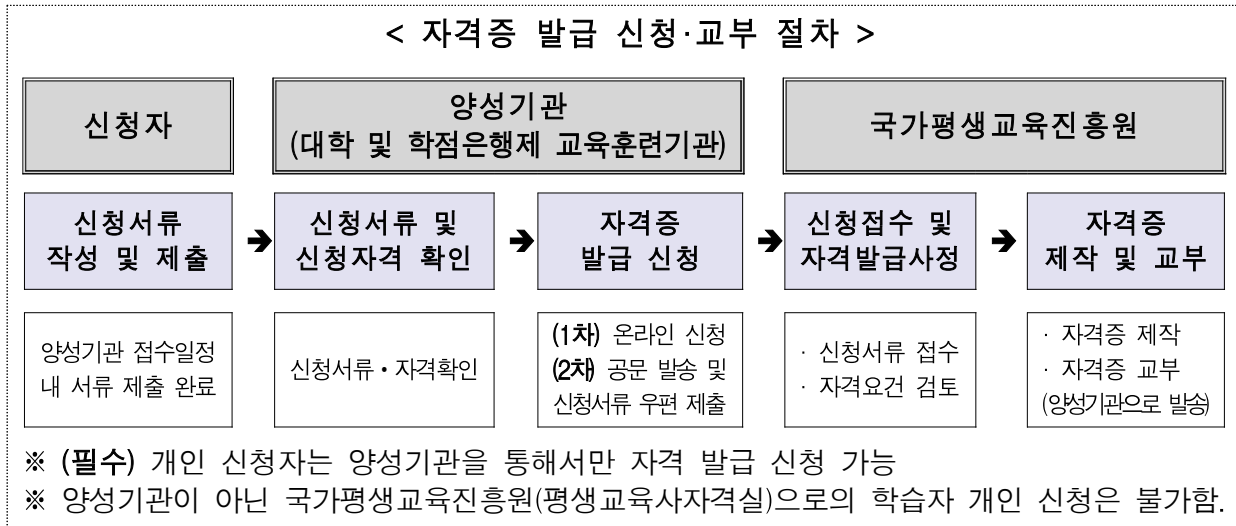 < 자격증 발급 신청·교부 절차 >
신청자
양성기관
(대학 및 학점은행제 교육훈련기관)
국가평생교육진흥원
신청서류
작성 및 제출
➔
신청서류 및
신청자격 확인
➔
자격증
발급 신청
➔
신청접수 및
자격발급사정
➔
자격증
제작 및 교부
양성기관 접수일정
내 서류 제출 완료
신청서류•자격확인
(1차) 온라인 신청
(2차) 공문 발송 및
신청서류 우편 제출
· 신청서류 접수
· 자격요건 검토
· 자격증 제작
· 자격증 교부
(양성기관으로 발송)
※ (필수) 개인 신청자는 양성기관을 통해서만 자격 발급 신청 가능
※ 양성기관이 아닌 국가평생교육진흥원(평생교육사자격실)으로의 학습자 개인 신청은 불가함.